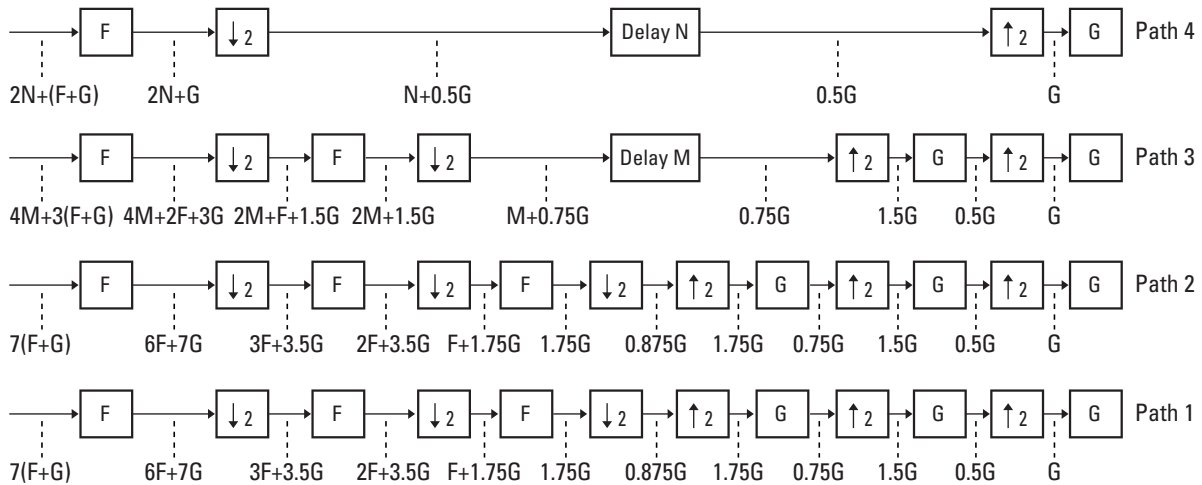 F ↓2 Delay N ↑2 G Path 4
2N+(F+G) 2N+G N+0.5G 0.5G G
F ↓2 F ↓2 Delay M ↑2 G ↑2 G Path 3
4M+3(F+G) 4M+2F+3G 2M+F+1.5G 2M+1.5G M+0.75G 0.75G 1.5G 0.5G G
F ↓2 F ↓2 F ↓2 ↑2 G ↑2 G ↑2 G Path 2
7(F+G) 6F+7G 3F+3.5G 2F+3.5G F+1.75G 1.75G 0.875G 1.75G 0.75G 1.5G 0.5G G
F ↓2 F ↓2 F ↓2 ↑2 G ↑2 G ↑2 G Path 1
7(F+G) 6F+7G 3F+3.5G 2F+3.5G F+1.75G 1.75G 0.875G 1.75G 0.75G 1.5G 0.5G G